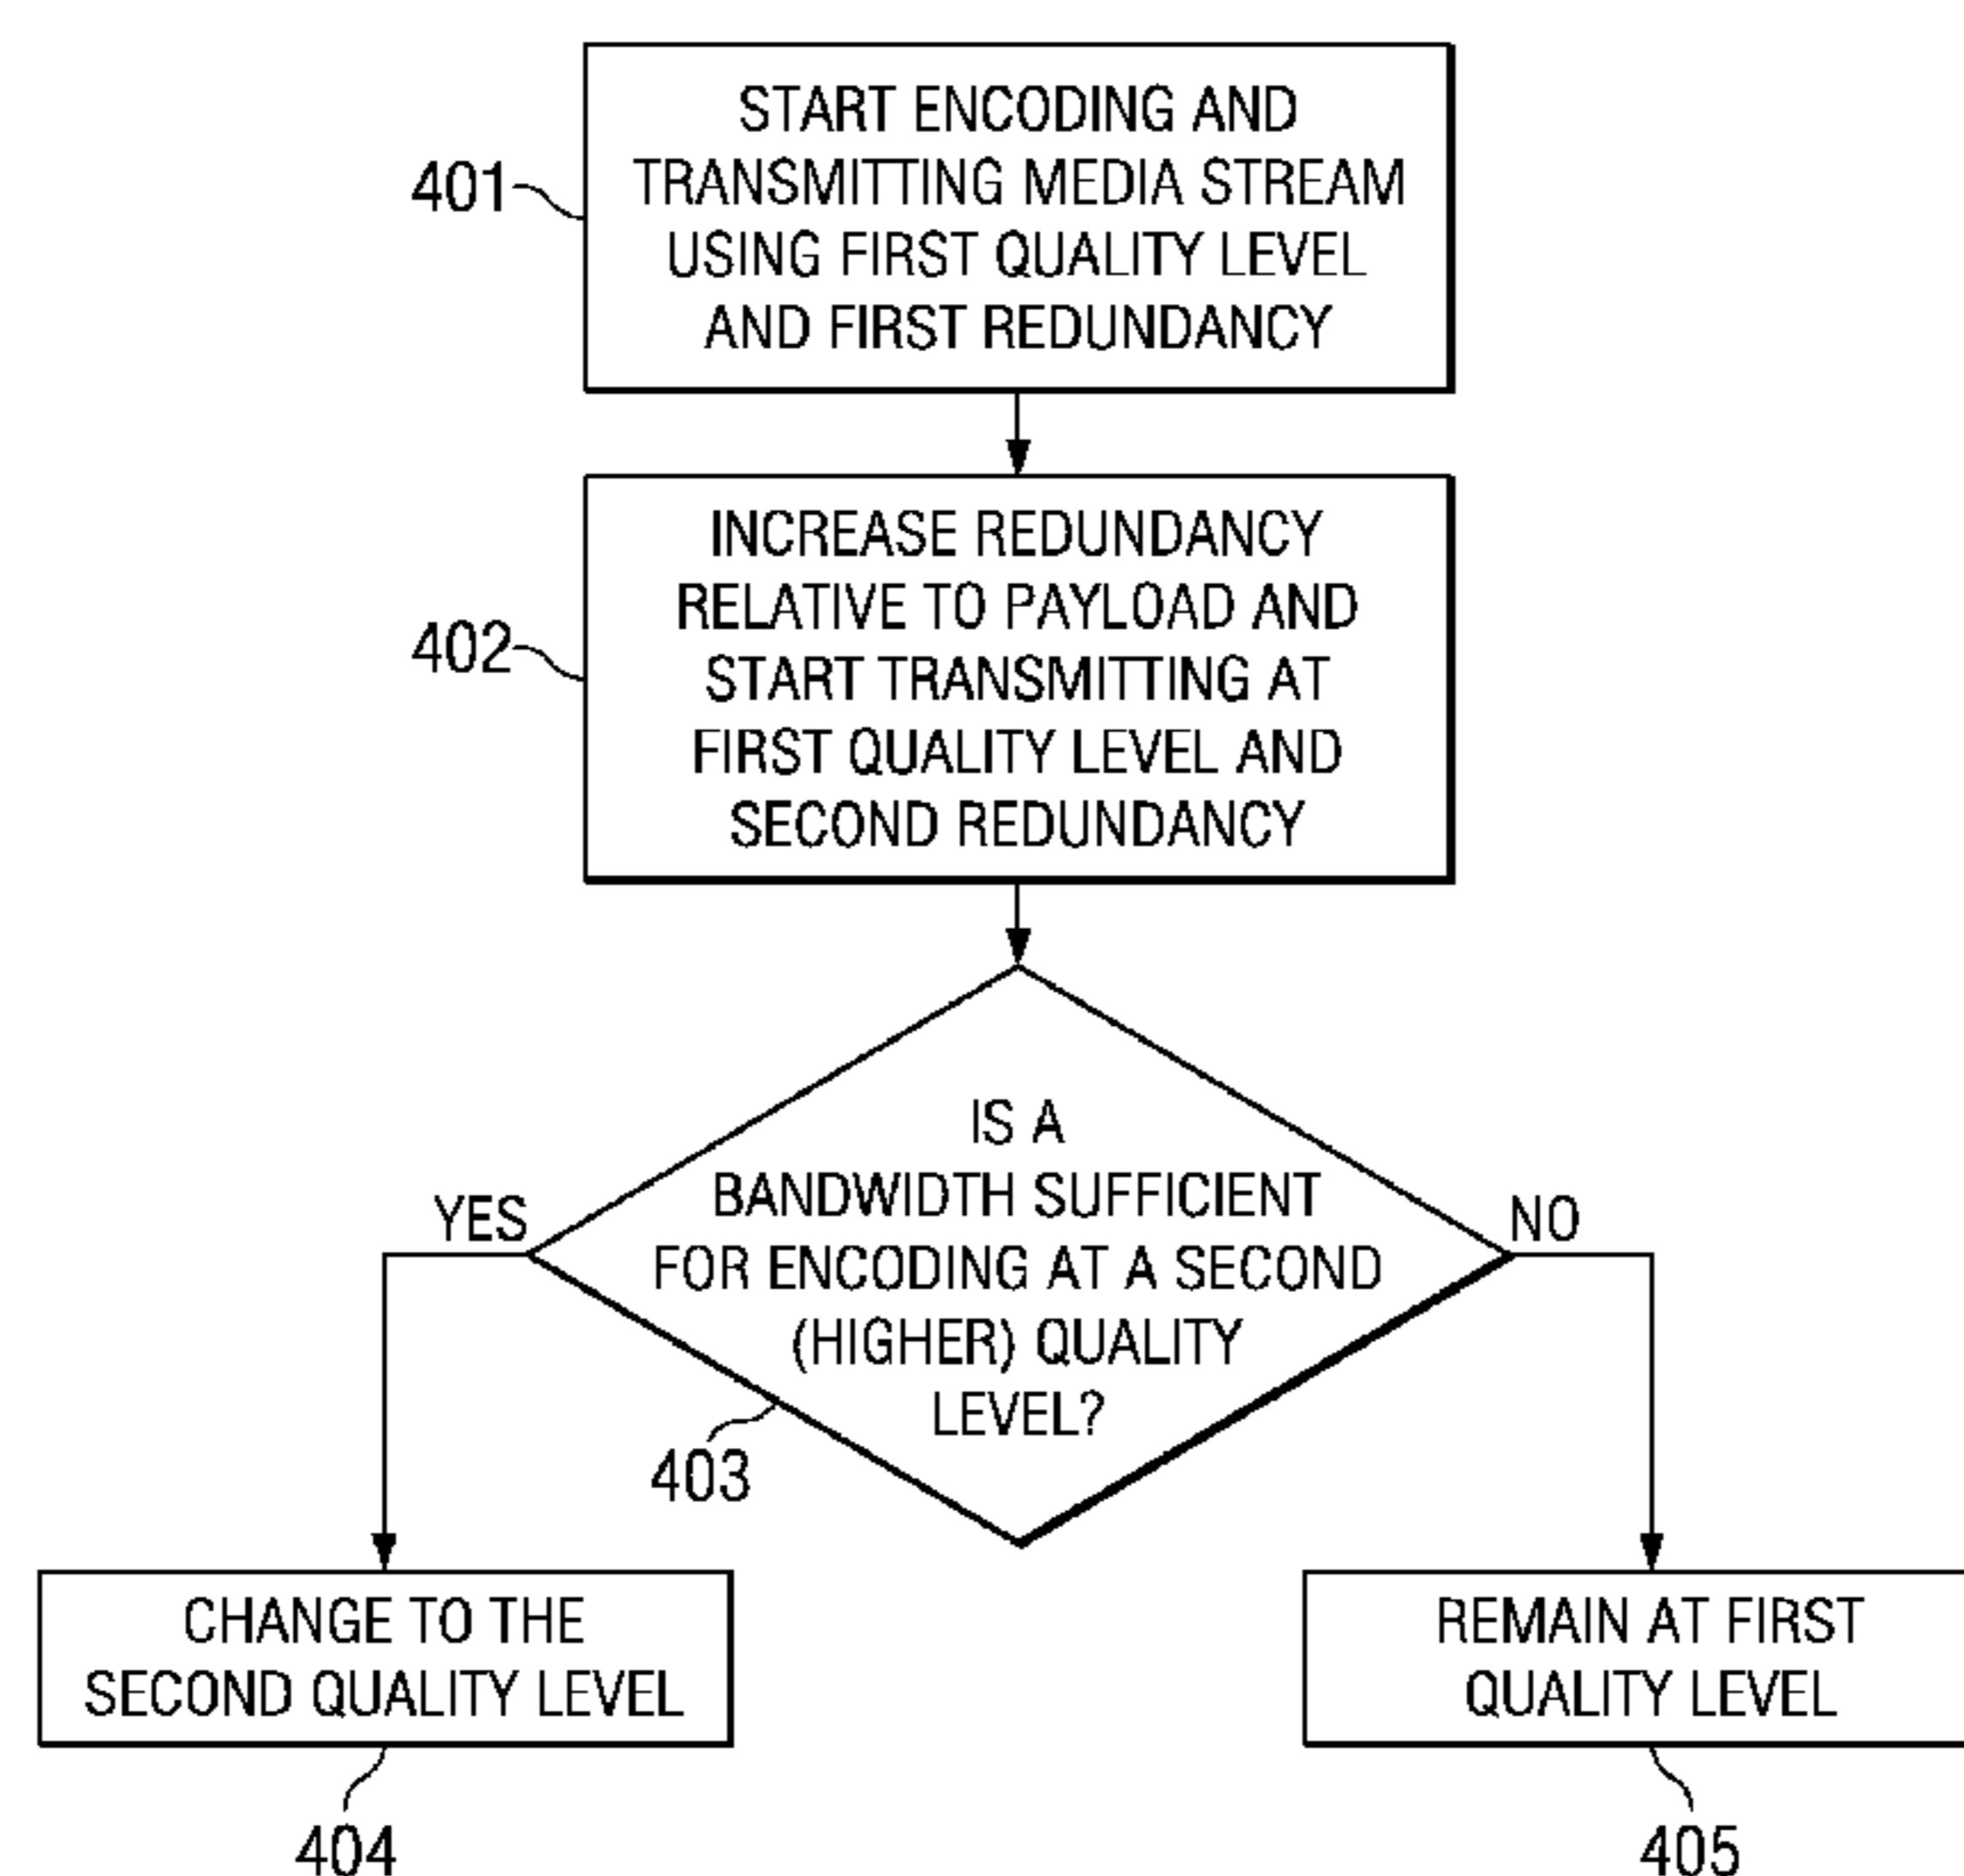 START ENCODING AND
TRANSMITTING MEDIA STREAM
USING FIRST QUALITY LEVEL
AND FIRST REDUNDANCY
401
INCREASE REDUNDANCY
RELATIVE TO PAYLOAD AND
START TRANSMITTING AT
FIRST QUALITY LEVEL AND
SECOND REDUNDANCY
402
IS A
BANDWIDTH SUFFICIENT
FOR ENCODING AT A SECOND
(HIGHER) QUALITY
LEVEL?
YES
NO
403
CHANGE TO THE
SECOND QUALITY LEVEL
REMAIN AT FIRST
QUALITY LEVEL
404
405